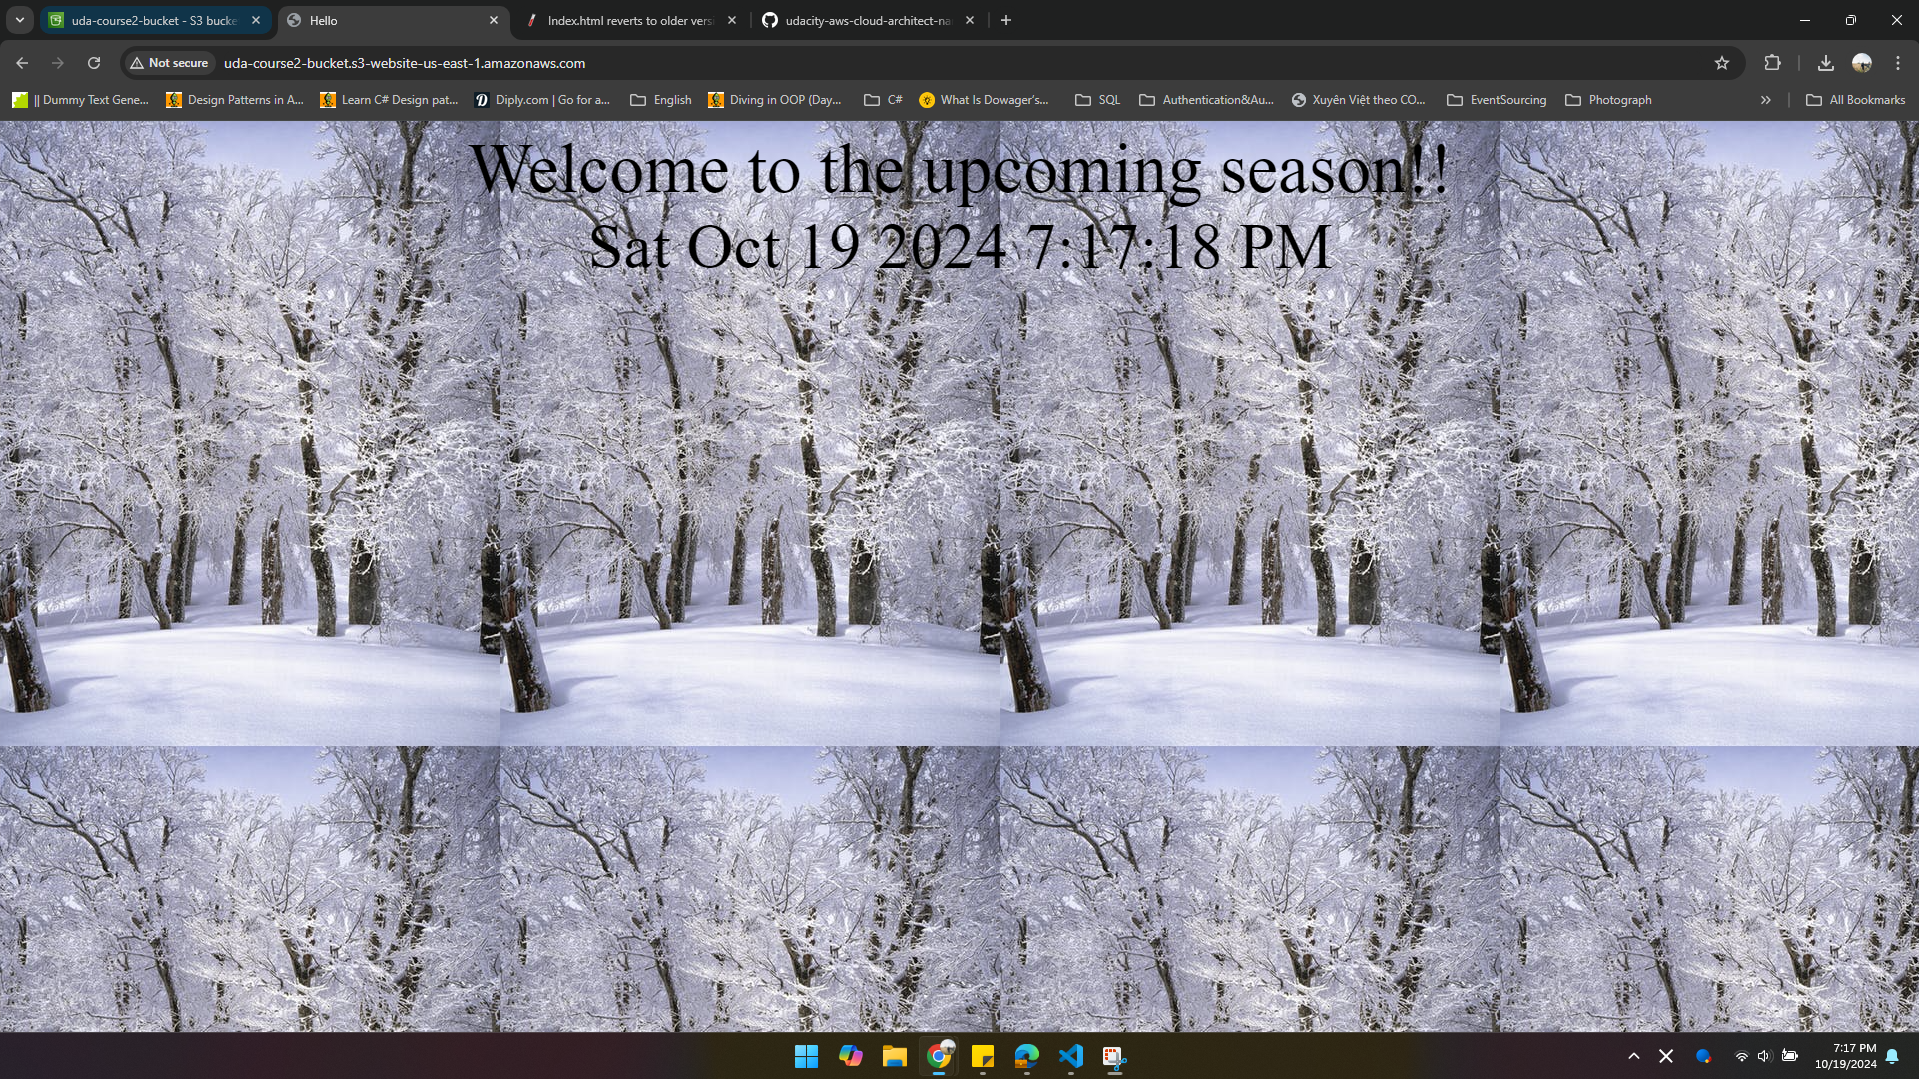 uda-course2-bucket - S3 bucke
Hello
Index.html reverts to older vers
udacity-aws-cloud-architect-na
Not secure
uda-course2-bucket.s3-website-us-east-1.amazonaws.com
|| Dummy Text Gene...
Design Patterns in A...
Learn C# Design pat...
Diply.com | Go for a...
English
Diving in OOP (Day...
C#
What Is Dowager's...
SQL
Authentication&Au...
Xuyên Việt theo CO...
EventSourcing
Photograph
All Bookmarks
Welcome to the upcoming season!!
Sat Oct 19 2024 7:17:18 PM
7:17 PM
10/19/2024